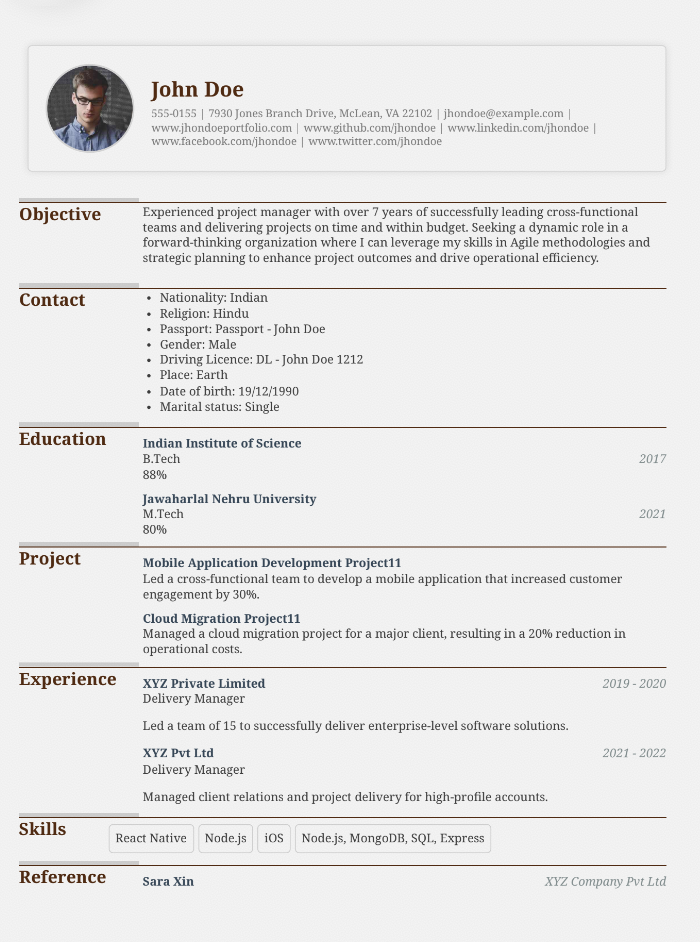 John Doe
555-0155 | 7930 Jones Branch Drive, McLean, VA 22102 | jhondoe@example.com |
www.jhondoeportfolio.com | www.github.com/jhondoe | www.linkedin.com/jhondoe |
www.facebook.com/jhondoe | www.twitter.com/jhondoe
Objective
Experienced project manager with over 7 years of successfully leading cross-functional
teams and delivering projects on time and within budget. Seeking a dynamic role in a
forward-thinking organization where I can leverage my skills in Agile methodologies and
strategic planning to enhance project outcomes and drive operational efficiency.
Contact
• Nationality: Indian
• Religion: Hindu
• Passport: Passport - John Doe
• Gender: Male
• Driving Licence: DL - John Doe 1212
• Place: Earth
• Date of birth: 19/12/1990
• Marital status: Single
Education
Indian Institute of Science
B.Tech 2017
88%
Jawaharlal Nehru University
M.Tech 2021
80%
Project
Mobile Application Development Project11
Led a cross-functional team to develop a mobile application that increased customer
engagement by 30%.
Cloud Migration Project11
Managed a cloud migration project for a major client, resulting in a 20% reduction in
operational costs.
Experience
XYZ Private Limited 2019 - 2020
Delivery Manager
Led a team of 15 to successfully deliver enterprise-level software solutions.
XYZ Pvt Ltd 2021 - 2022
Delivery Manager
Managed client relations and project delivery for high-profile accounts.
Skills
React Native Node.js iOS Node.js, MongoDB, SQL, Express
Reference
Sara Xin XYZ Company Pvt Ltd